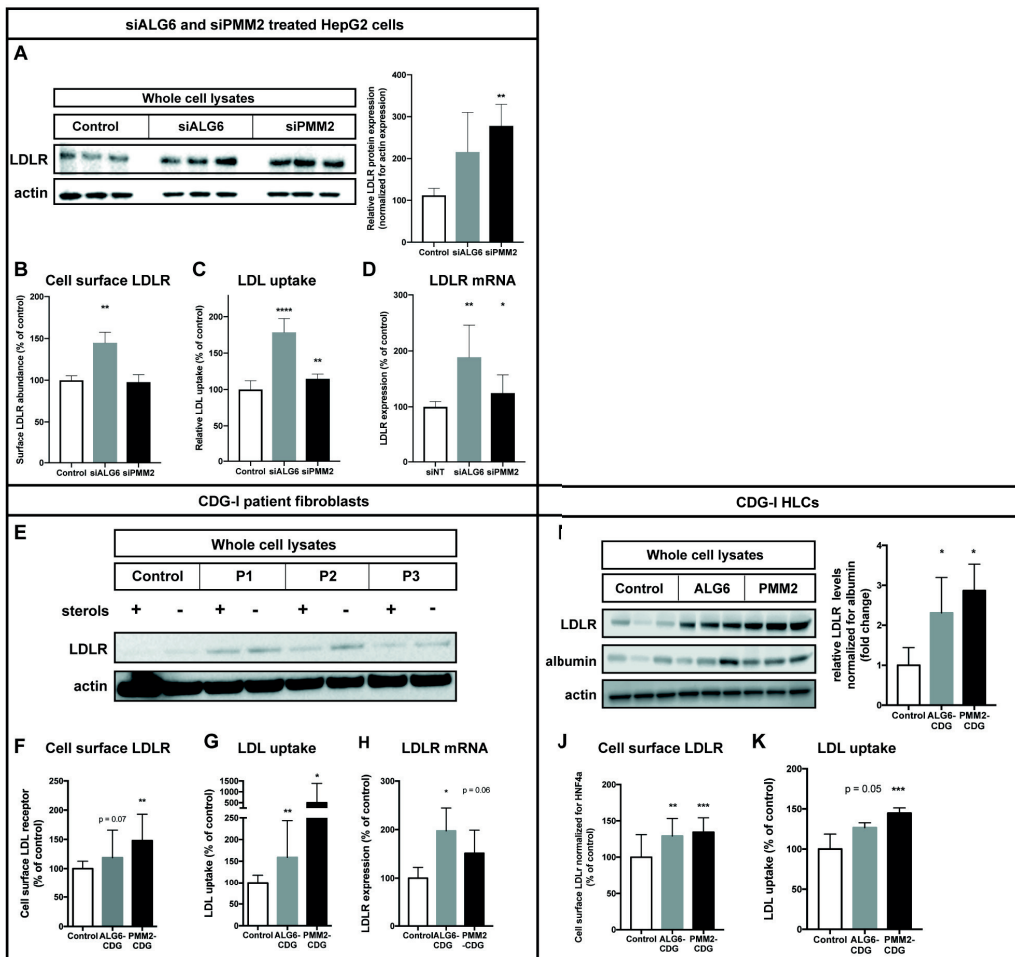 siALG6 and siPMM2 treated HepG2 cells
A
Whole cell lysates
Control siALG6 siPMM2
LDLR
actin
Relative LDLR protein expression
(normalized for actin expression)
400
300
200
100
0
**
Control siALG6 siPMM2
B Cell surface LDLR
Surface LDLR abundance (% of control)
200
150
100
50
0
**
Control siALG6 siPMM2
C LDL uptake
Relative LDL uptake (% of control)
200
150
100
50
0
****
**
Control siALG6 siPMM2
D LDLR mRNA
LDLR expression (% of control)
300
200
100
0
** *
siNT siALG6 siPMM2
CDG-I patient fibroblasts
E
Whole cell lysates
Control P1 P2 P3
sterols + - + - + - + -
LDLR
actin
F Cell surface LDLR
Cell surface LDL receptor
(% of control)
200
150
100
50
0
p = 0.07
**
Control ALG6-CDG PMM2-CDG
G LDL uptake
LDL uptake (% of control)
1500
1000
500
200
150
100
50
0
**
*
Control ALG6-CDG PMM2-CDG
H LDLR mRNA
LDLR expression (% of control)
300
200
100
0
*
p = 0.06
Control ALG6-CDG PMM2-CDG
CDG-I HLCs
I
Whole cell lysates
Control ALG6 PMM2
LDLR
albumin
actin
relative LDLR levels
normalized for albumin
(fold change)
4
3
2
1
0
* *
Control ALG6-CDG PMM2-CDG
J Cell surface LDLR
Cell surface LDLr normalized for HNF4a
(% of control)
200
150
100
50
0
** ***
Control ALG6-CDG PMM2-CDG
K LDL uptake
LDL uptake (% of control)
200
150
100
50
0
p = 0.05
***
Control ALG6-CDG PMM2-CDG